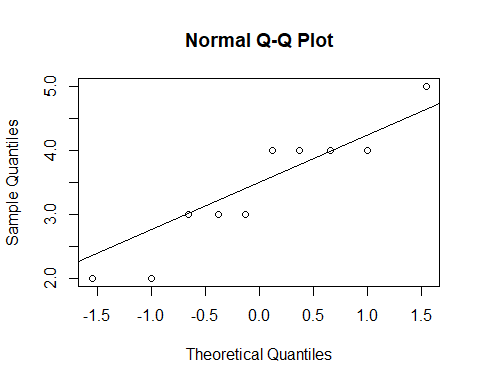 Normal Q-Q Plot
5.0
4.0
3.0
2.0
Sample Quantiles
-1.5 -1.0 -0.5 0.0 0.5 1.0 1.5
Theoretical Quantiles